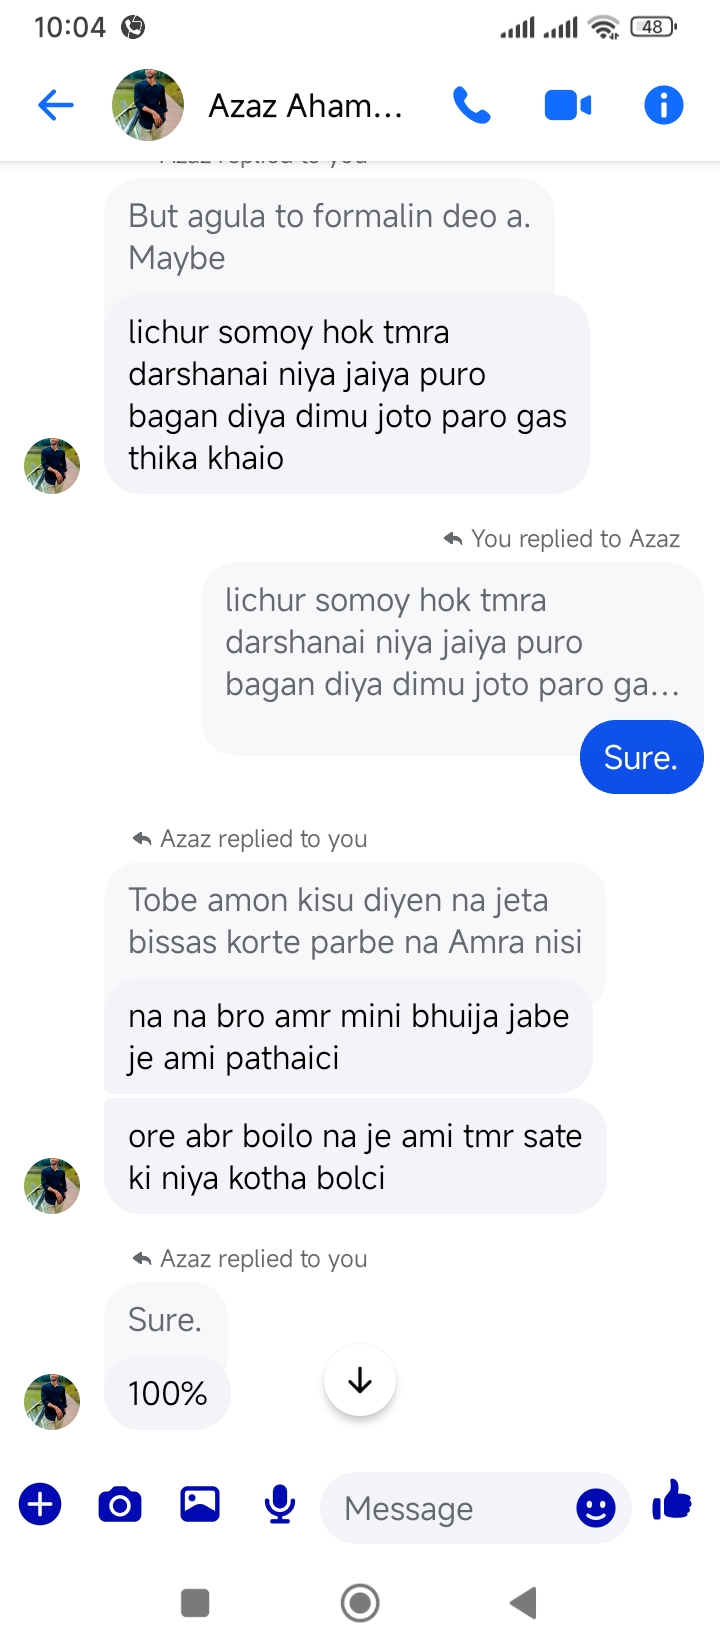 10:04
48
Azaz Aham...
Azaz replied to you
But agula to formalin deo a.
Maybe
lichur somoy hok tmra
darshanai niya jaiya puro
bagan diya dimu joto paro gas
thika khaio
You replied to Azaz
lichur somoy hok tmra
darshanai niya jaiya puro
bagan diya dimu joto paro ga...
Sure.
Azaz replied to you
Tobe amon kisu diyen na jeta
bissas korte parbe na Amra nisi
na na bro amr mini bhuija jabe
je ami pathaici
ore abr boilo na je ami tmr sate
ki niya kotha bolci
Azaz replied to you
Sure.
100%
Message